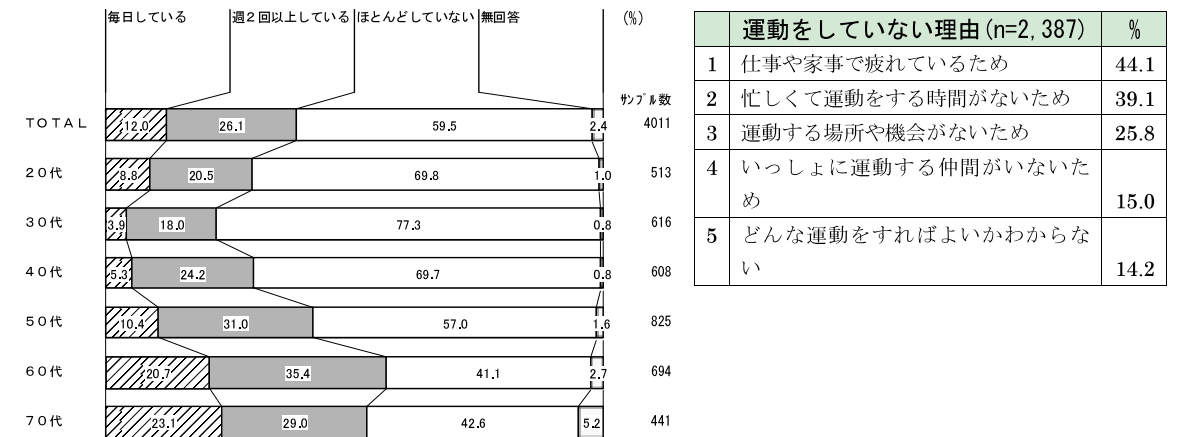 毎日している 週2回以上している ほとんどしていない 無回答 (%)
サンプル数
TOTAL 12.0 26.1 59.5 2.4 4011
20代 8.8 20.5 69.8 1.0 513
30代 3.9 18.0 77.3 0.8 616
40代 5.3 24.2 69.7 0.8 608
50代 10.4 31.0 57.0 1.6 825
60代 20.7 35.4 41.1 2.7 694
70代 23.1 29.0 42.6 5.2 441
運動をしていない理由(n=2,387) %
1 仕事や家事で疲れているため 44.1
2 忙しくて運動をする時間がないため 39.1
3 運動する場所や機会がないため 25.8
4 いっしょに運動する仲間がいないた
め 15.0
5 どんな運動をすればよいかわからな
い 14.2